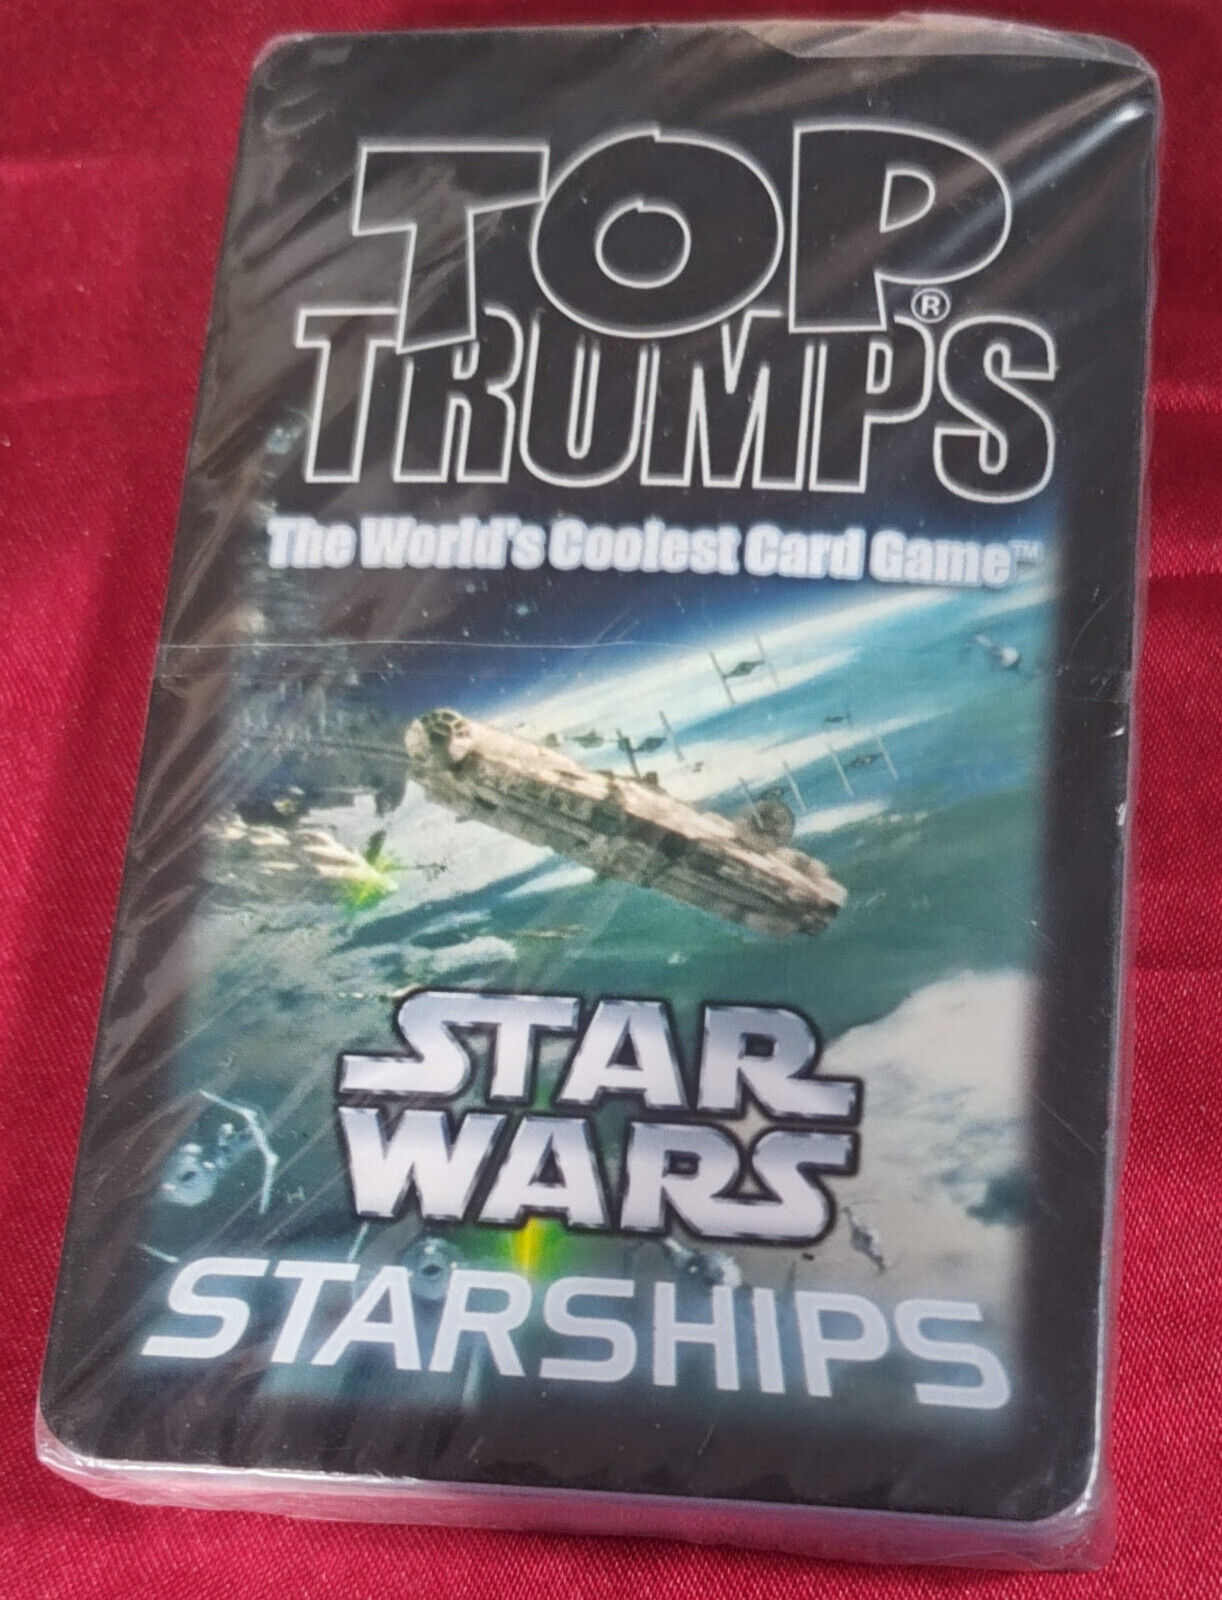 TOP
TRUMPS®
The World's Coolest Card Game™
STAR
WARS
STARSHIPS